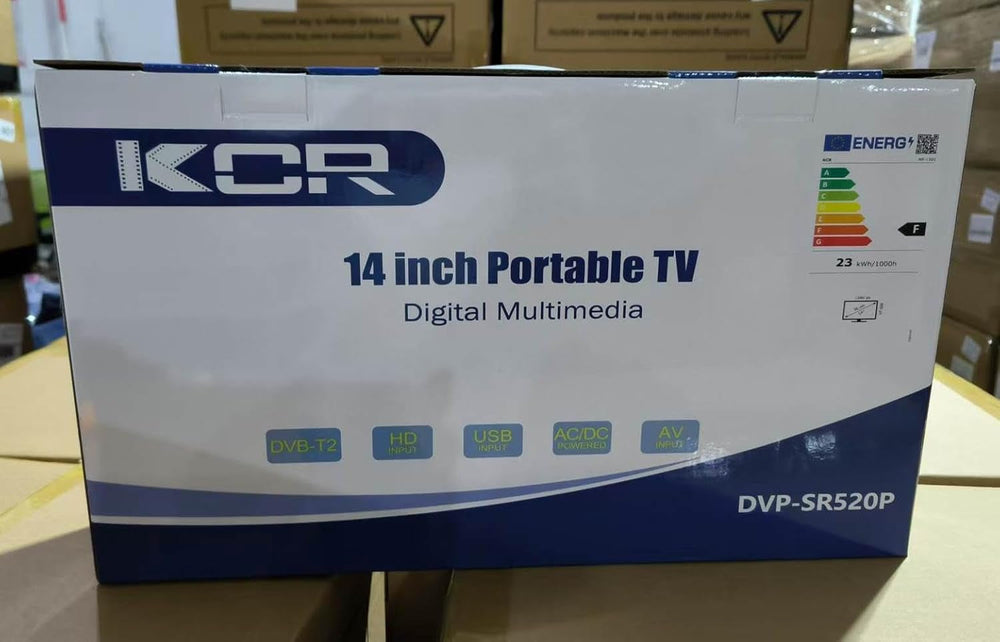 KCR
14 inch Portable TV
Digital Multimedia
ENERG
KCR
A
B
C
E
F
G
F
23 kWh/1000h
DVB-T2
HD
INPUT
USB
INPUT
AC/DC
POWERED
AV
INPUT
DVP-SR520P